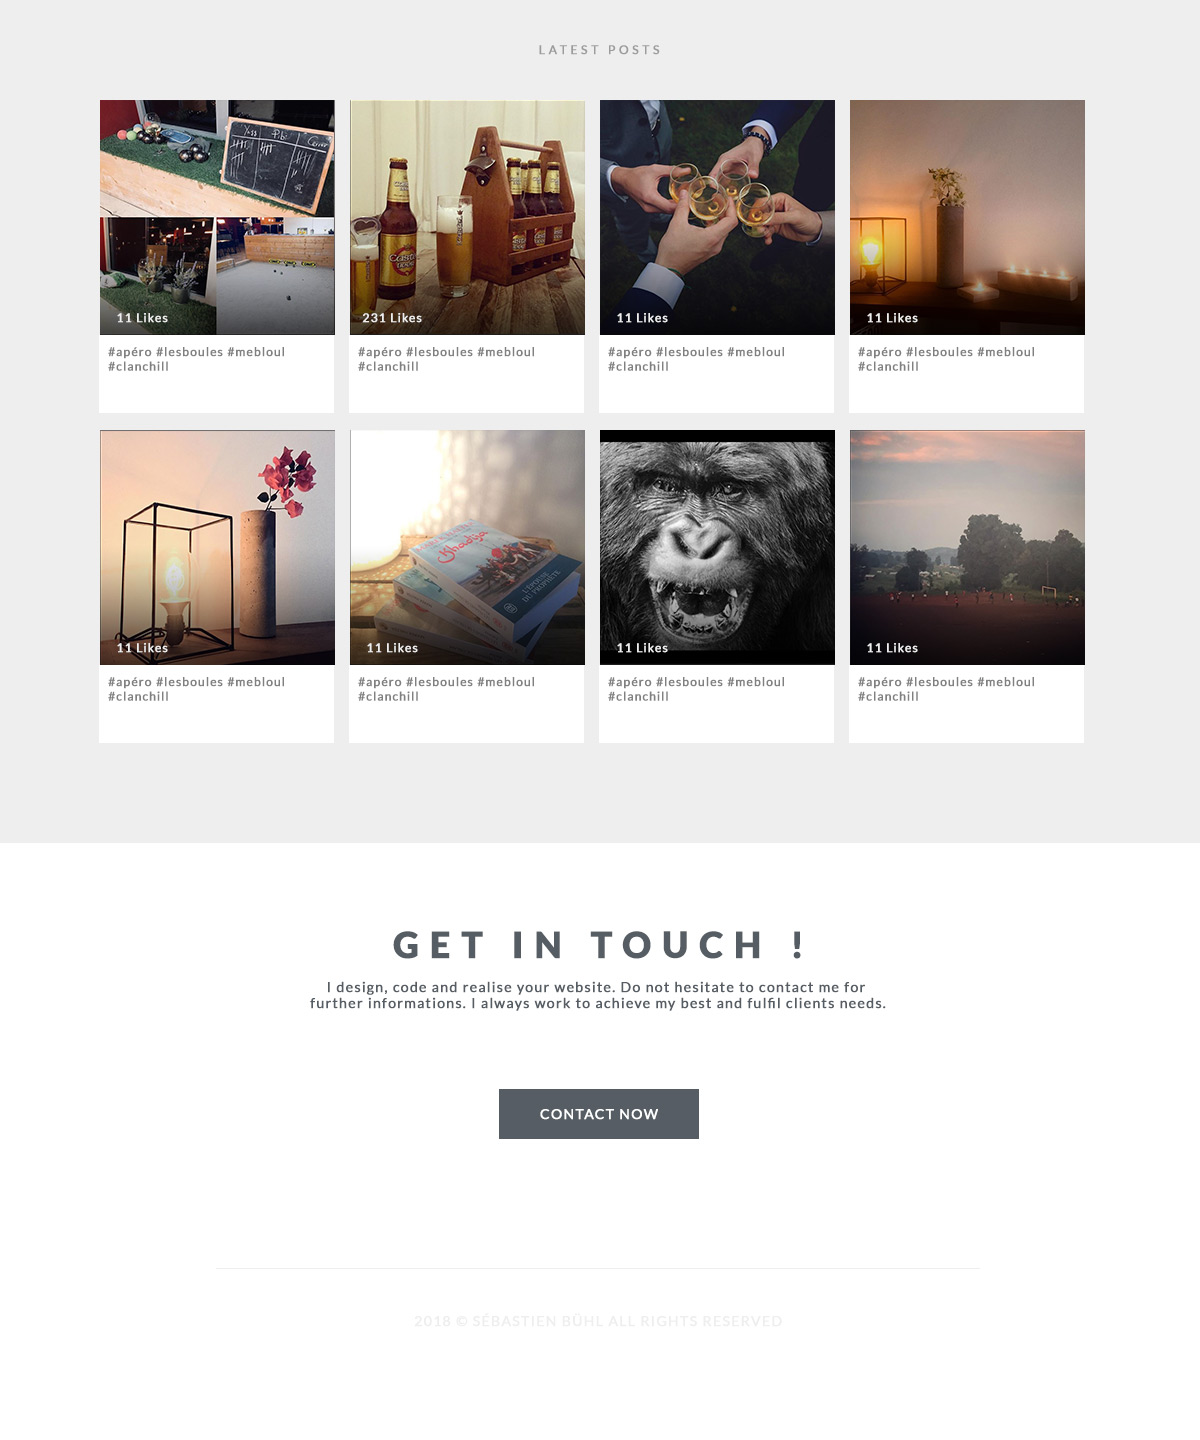 LATEST POSTS
11 Likes
231 Likes
11 Likes
11 Likes
#apéro #lesboules #mebloul
#clanchill
#apéro #lesboules #mebloul
#clanchill
#apéro #lesboules #mebloul
#clanchill
#apéro #lesboules #mebloul
#clanchill
Khadija
L'ÉPOUSE
DU PROPHÈTE
11 Likes
11 Likes
11 Likes
11 Likes
#apéro #lesboules #mebloul
#clanchill
#apéro #lesboules #mebloul
#clanchill
#apéro #lesboules #mebloul
#clanchill
#apéro #lesboules #mebloul
#clanchill
GET IN TOUCH !
I design, code and realise your website. Do not hesitate to contact me for
further informations. I always work to achieve my best and fulfil clients needs.
CONTACT NOW
2018 © SÉBASTIEN BÜHL ALL RIGHTS RESERVED